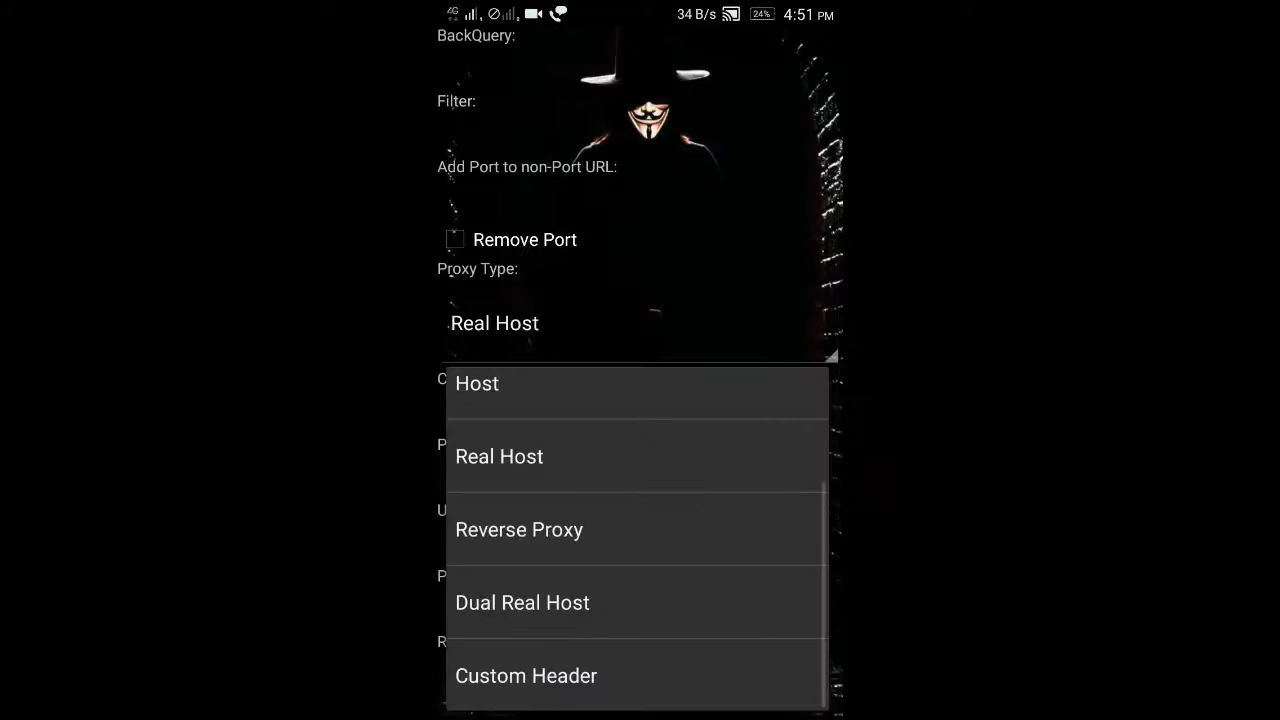 4G 34 B/s 24% 4:51 PM
BackQuery:
Filter:
Add Port to non-Port URL:
Remove Port
Proxy Type:
Real Host
C
Host
P
Real Host
U
Reverse Proxy
P
Dual Real Host
R
Custom Header